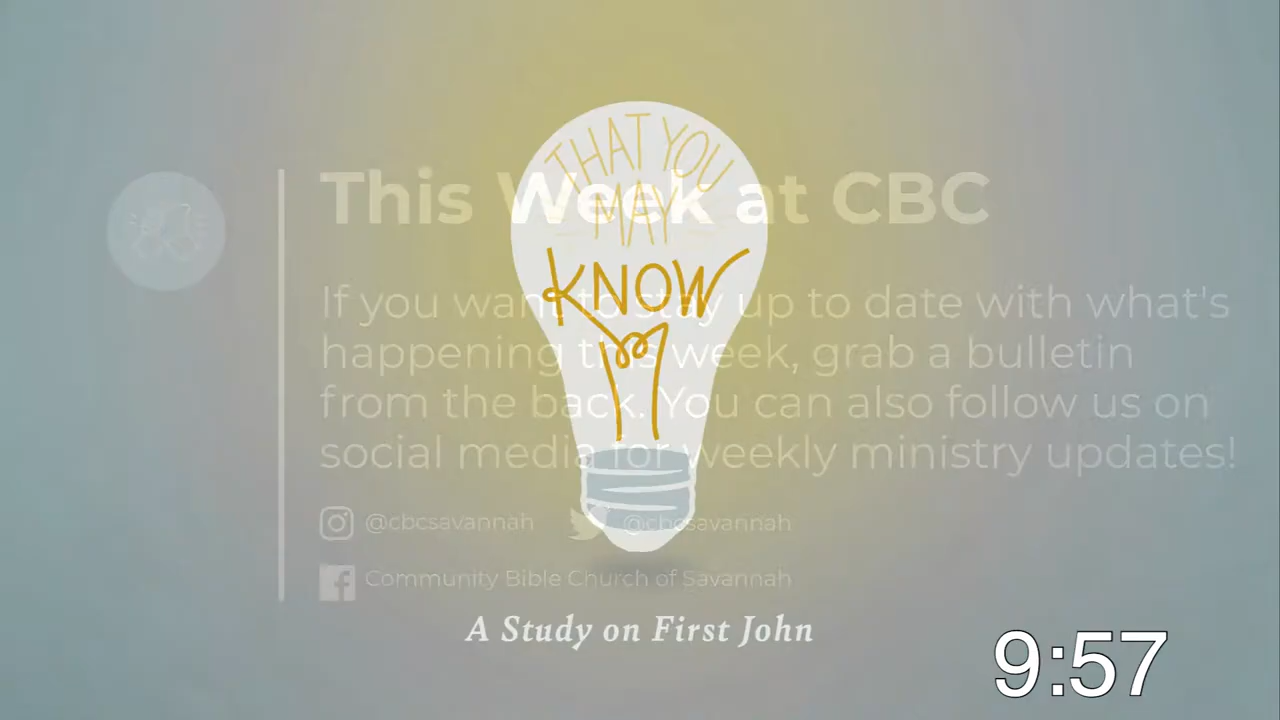 THAT YOU
MAY
KNOW
This Week at CBC
If you want to stay up to date with what's
happening this week, grab a bulletin
from the back. You can also follow us on
social media for weekly ministry updates!
@cbcsavannah @cbcsavannah
Community Bible Church of Savannah
A Study on First John
9:57